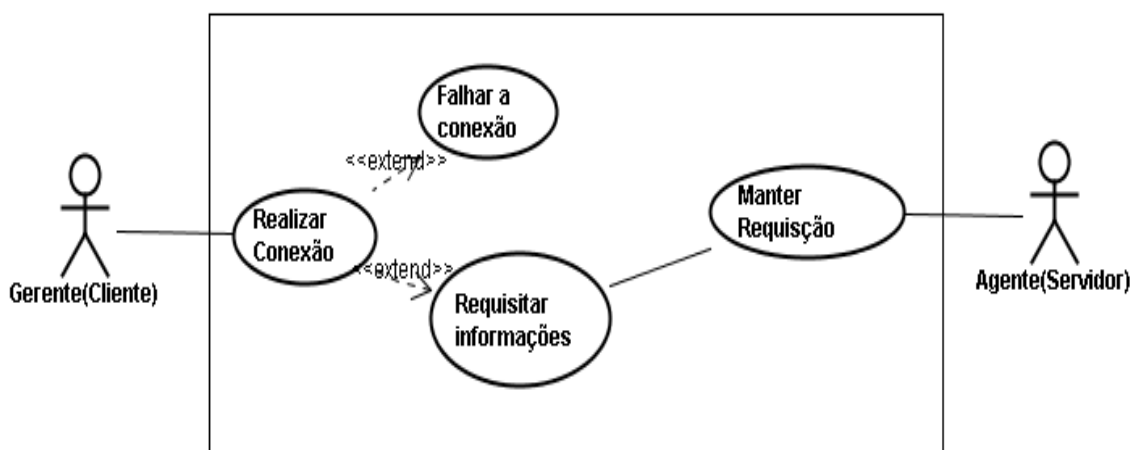 Falhar a
conexão
<<extend>>
Realizar
Conexão
<<extend>>
Requisitar
informações
Manter
Requisção
Gerente(Cliente)
Agente(Servidor)